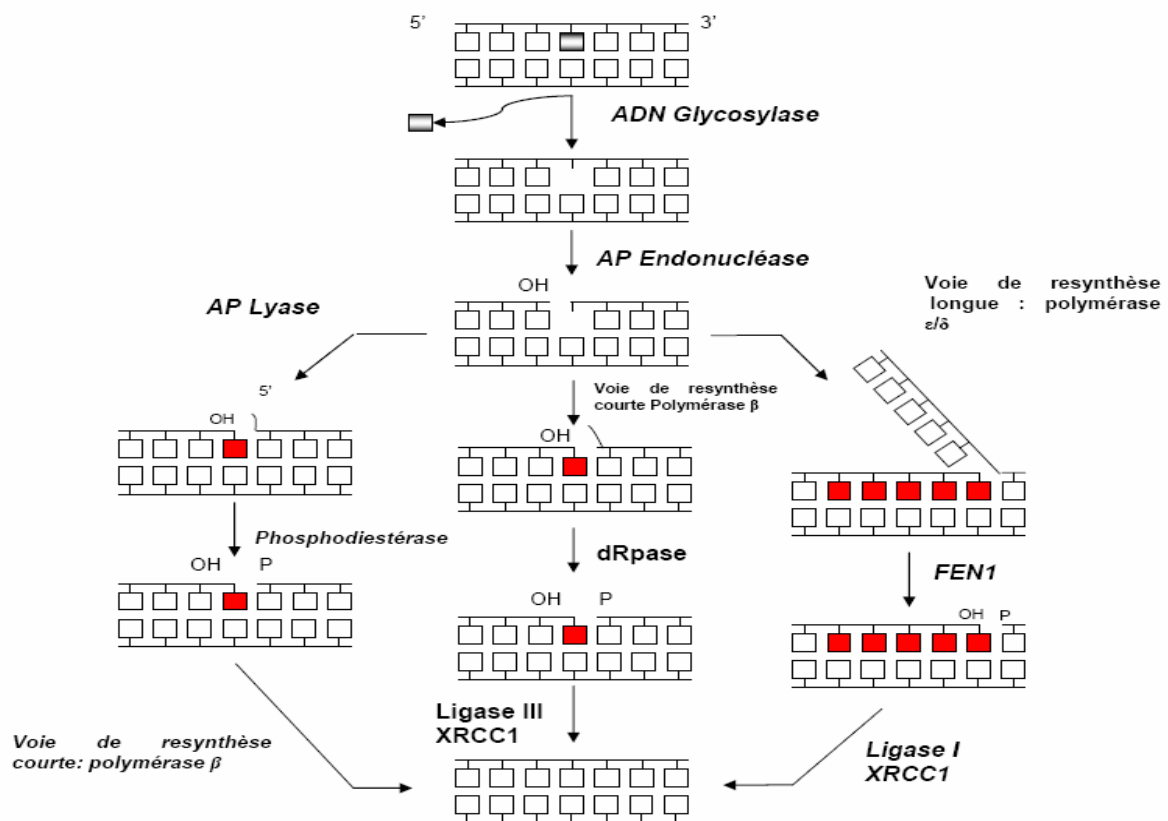 5’
3’
ADN Glycosylase
AP Endonucléase
OH
AP Lyase
Voie de resynthèse
longue : polymérase
ε/δ
5’
OH
Voie de resynthèse
courte Polymérase β
OH
Phosphodiestérase
OH P
dRpase
OH P
FEN1
OH P
Ligase III
XRCC1
Voie de resynthèse
courte: polymérase β
Ligase I
XRCC1